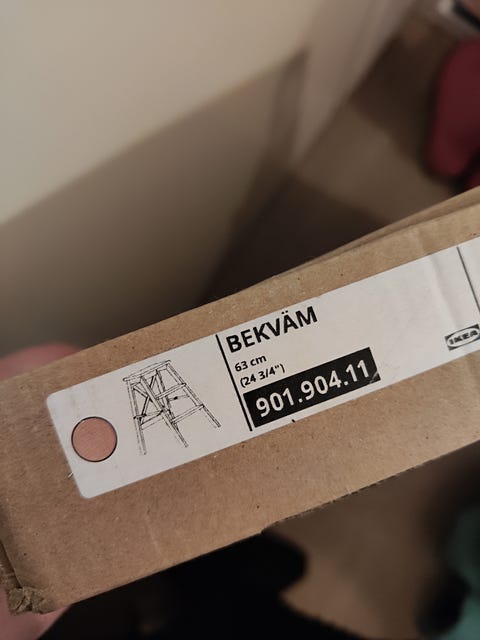 BEKVÄM
63 cm
(24 3/4")
901.904.11
IKEA